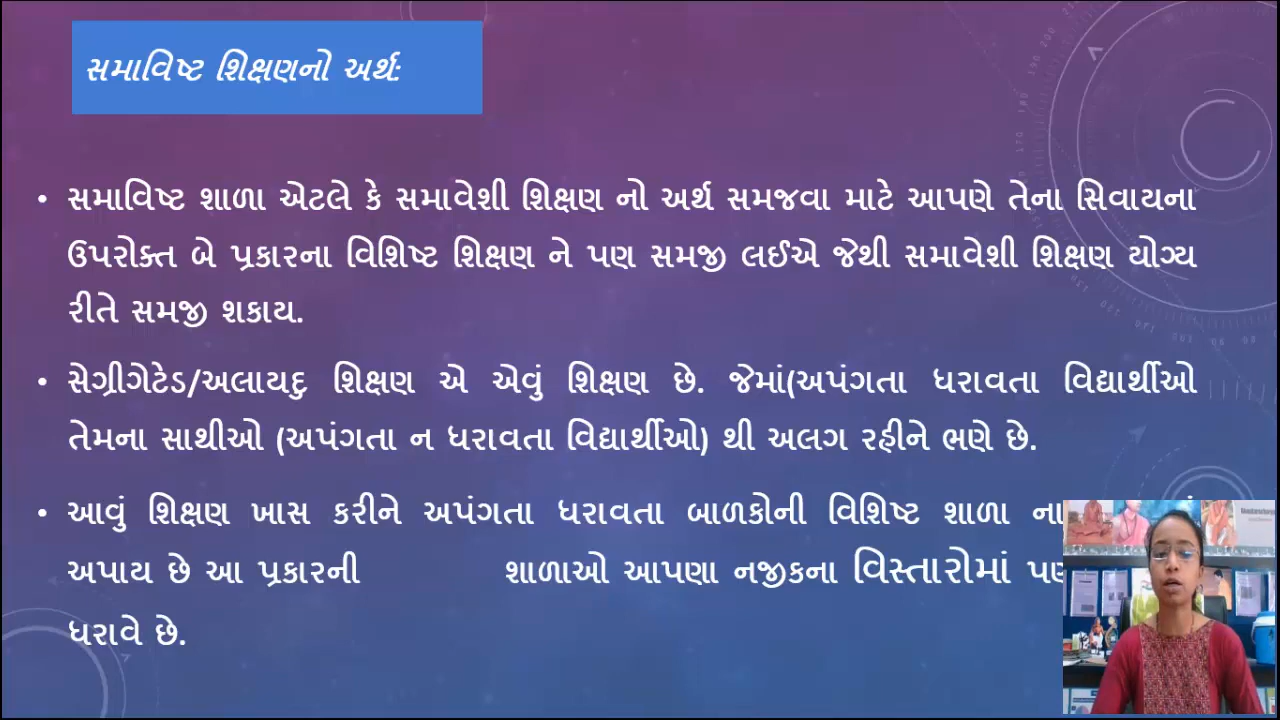 સમાવિષ્ટ શિક્ષણનો અર્થ:
• સમાવિષ્ટ શાળા એટલે કે સમાવેશી શિક્ષણ નો અર્થ સમજવા માટે આપણે તેના સિવાયના
ઉપરોક્ત બે પ્રકારના વિશિષ્ટ શિક્ષણ ને પણ સમજી લઈએ જેથી સમાવેશી શિક્ષણ યોગ્ય
રીતે સમજી શકાય.
• સેગ્રીગેટેડ/અલાયદુ શિક્ષણ એ એવું શિક્ષણ છે. જેમાં(અપંગતા ધરાવતા વિદ્યાર્થીઓ
તેમના સાથીઓ (અપંગતા ન ધરાવતા વિદ્યાર્થીઓ) થી અલગ રહીને ભણે છે.
• આવું શિક્ષણ ખાસ કરીને અપંગતા ધરાવતા બાળકોની વિશિષ્ટ શાળા ના
અપાય છે આ પ્રકારની શાળાઓ આપણા નજીકના વિસ્તારોમાં પણ
ધરાવે છે.